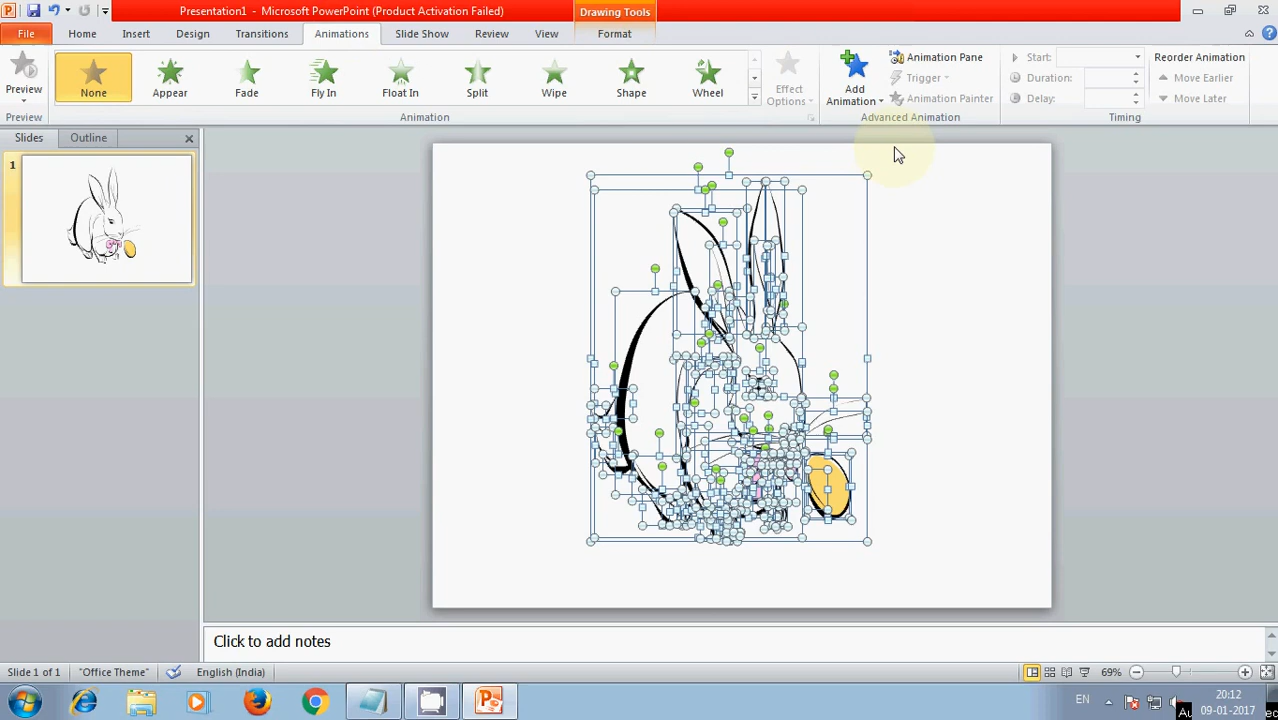 Presentation1 - Microsoft PowerPoint (Product Activation Failed)
Drawing Tools
File
Home
Insert
Design
Transitions
Animations
Slide Show
Review
View
Format
Preview
None
Appear
Fade
Fly In
Float In
Split
Wipe
Shape
Wheel
Effect
Options
Add
Animation
Animation Pane
Trigger
Animation Painter
Start:
Duration:
Delay:
Reorder Animation
Move Earlier
Move Later
Preview
Animation
Advanced Animation
Timing
Slides
Outline
1
Click to add notes
Slide 1 of 1
"Office Theme"
English (India)
69%
EN
20:12
09-01-2017